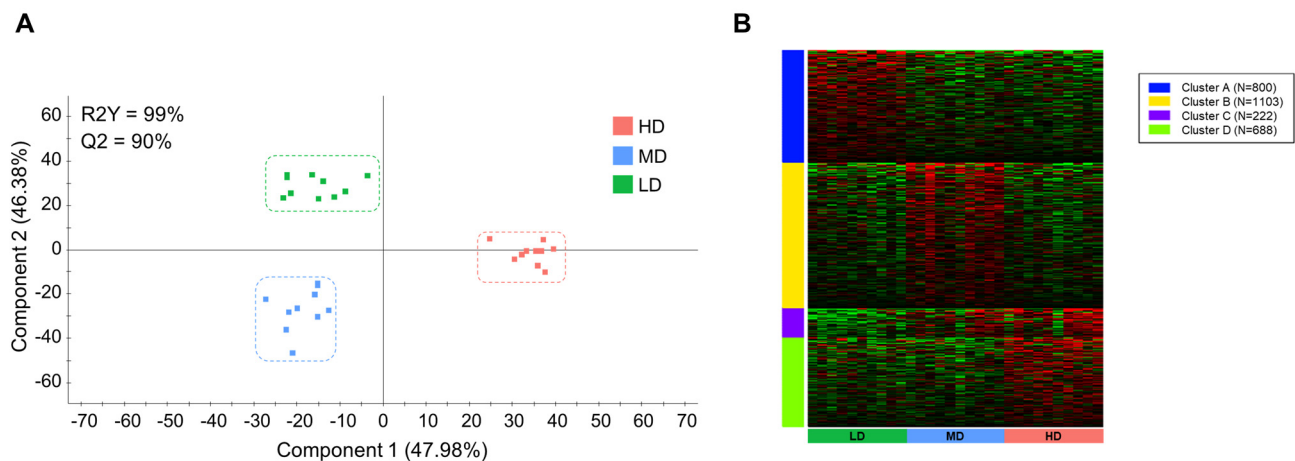 A
B
R2Y = 99%
Q2 = 90%
HD
MD
LD
Component 2 (46.38%)
60
40
20
0
-20
-40
-60
-70 -60 -50 -40 -30 -20 -10 0 10 20 30 40 50 60 70
Component 1 (47.98%)
Cluster A (N=800)
Cluster B (N=1103)
Cluster C (N=222)
Cluster D (N=688)
LD MD HD